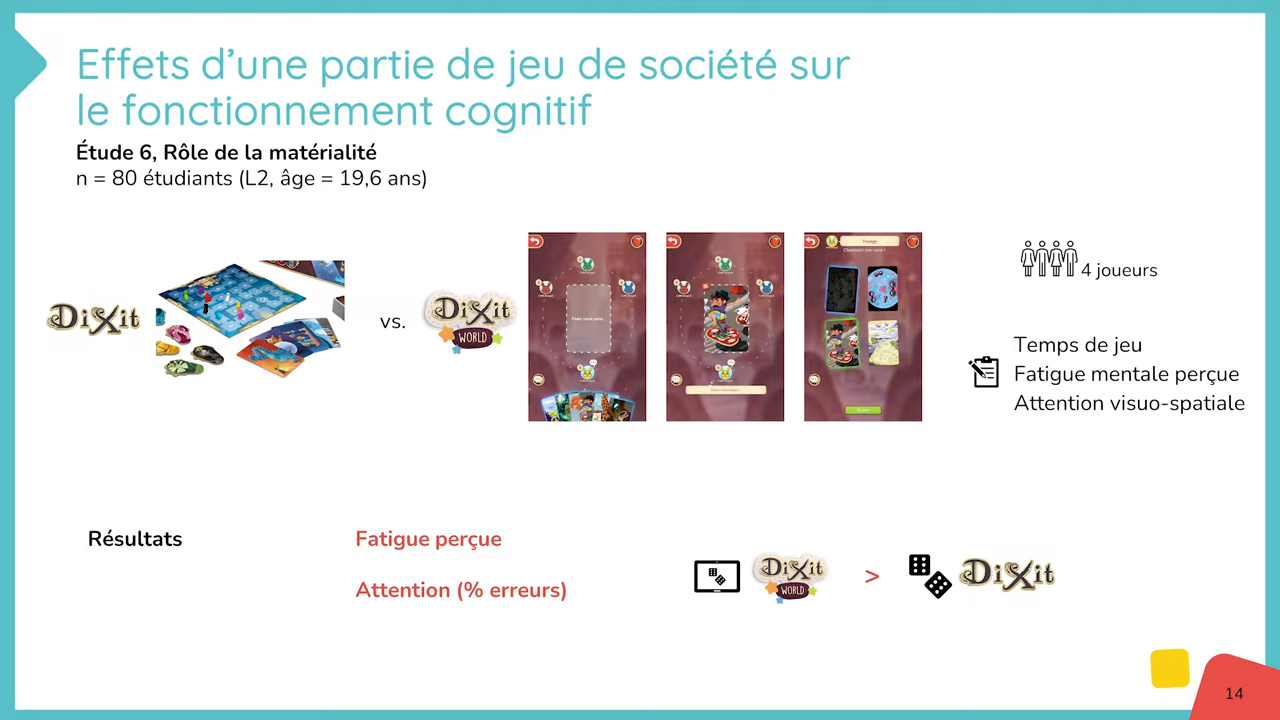 Effets d’une partie de jeu de société sur
le fonctionnement cognitif
Étude 6, Rôle de la matérialité
n = 80 étudiants (L2, âge = 19,6 ans)
DiXit
vs.
DiXit
WORLD
Voyage
4 joueurs
Temps de jeu
Fatigue mentale perçue
Attention visuo-spatiale
Résultats
Fatigue perçue
Attention (% erreurs)
DiXit
WORLD
>
DiXit
14